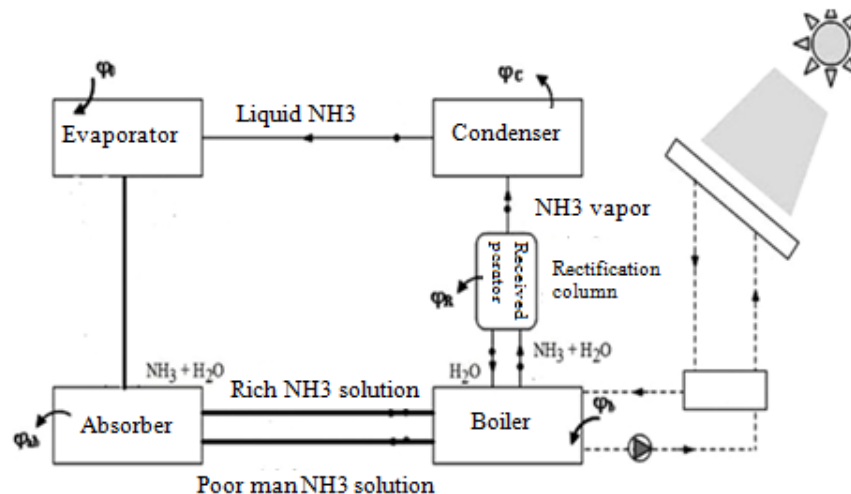 φ₀
φC
Evaporator
Liquid NH3
Condenser
NH3 vapor
Received
porator
Rectification
column
φR
NH₃ + H₂O
H₂O
NH₃ + H₂O
Rich NH3 solution
Absorber
Boiler
φb
φab
Poor man NH3 solution